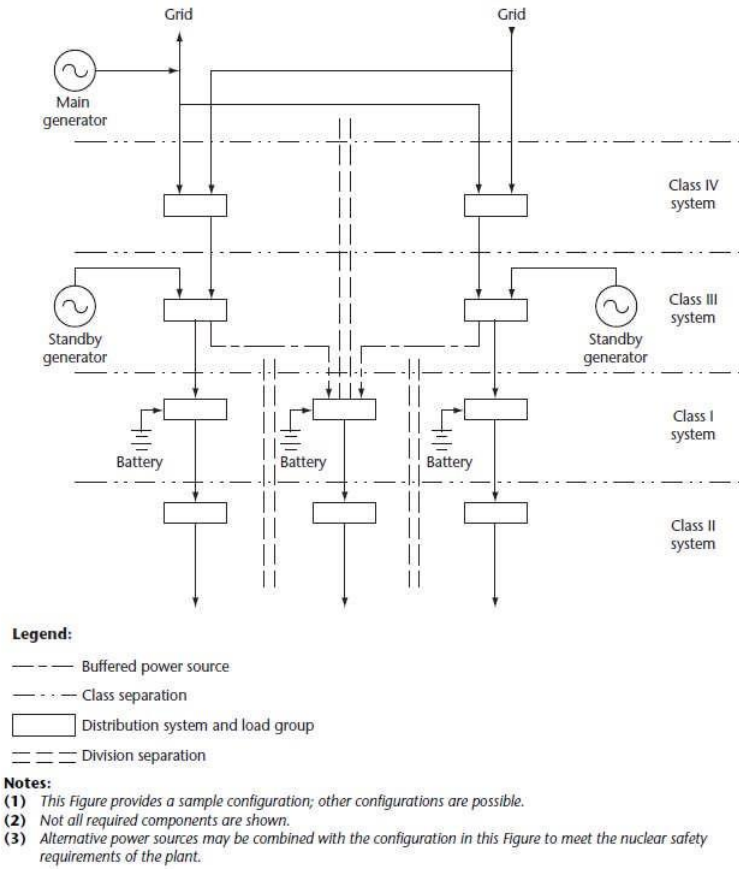 Grid
Grid
Main
generator
Class IV
system
Class III
system
Standby
generator
Standby
generator
Class I
system
Battery
Battery
Battery
Class II
system
Legend:
Buffered power source
Class separation
Distribution system and load group
Division separation
Notes:
(1) This Figure provides a sample configuration; other configurations are possible.
(2) Not all required components are shown.
(3) Alternative power sources may be combined with the configuration in this Figure to meet the nuclear safety
requirements of the plant.